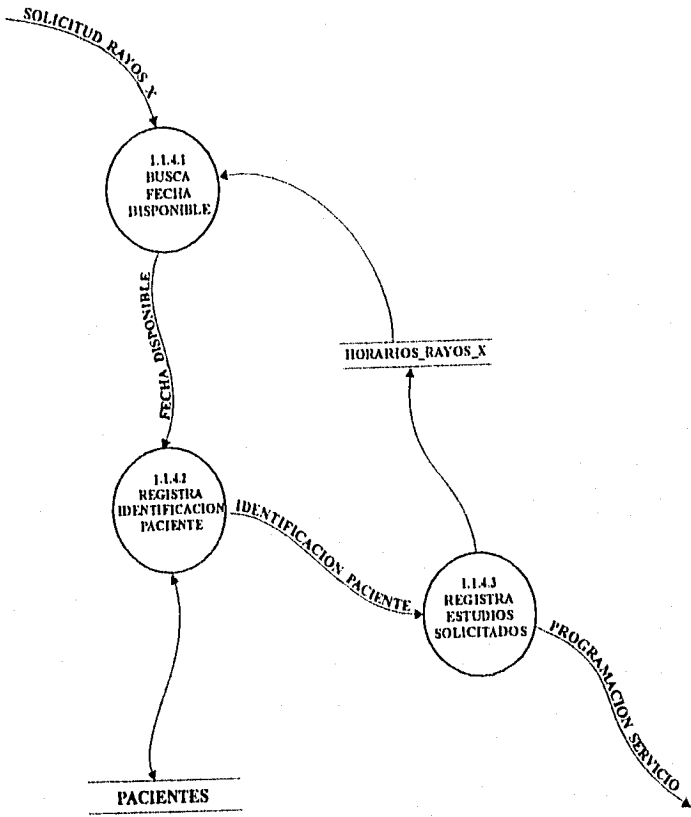 SOLICITUD RAYOS_X
1.1.4.1
BUSCA
FECHA
DISPONIBLE
FECHA DISPONIBLE
HORARIOS_RAYOS_X
1.1.4.2
REGISTRA
IDENTIFICACION
PACIENTE
IDENTIFICACION PACIENTE
1.1.4.3
REGISTRA
ESTUDIOS
SOLICITADOS
PROGRAMACION SERVICIO
PACIENTES